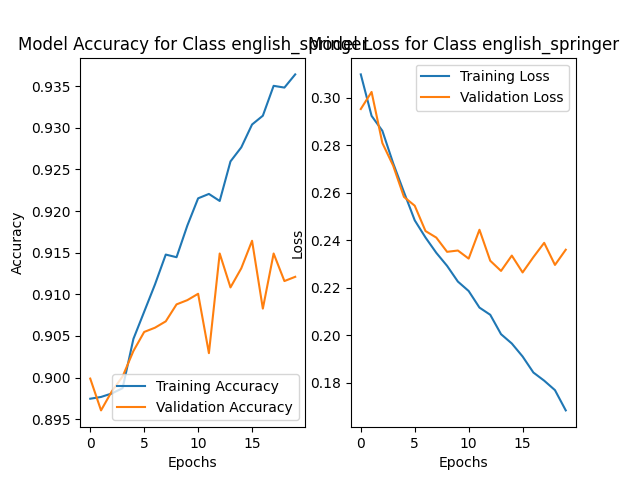 Model Accuracy for Class english_springer
0.935
0.930
0.925
0.920
0.915
0.910
0.905
0.900
0.895
Accuracy
Training Accuracy
Validation Accuracy
0 5 10 15
Epochs
Model Loss for Class english_springer
Training Loss
Validation Loss
0.30
0.28
0.26
0.24
0.22
0.20
0.18
Loss
0 5 10 15
Epochs